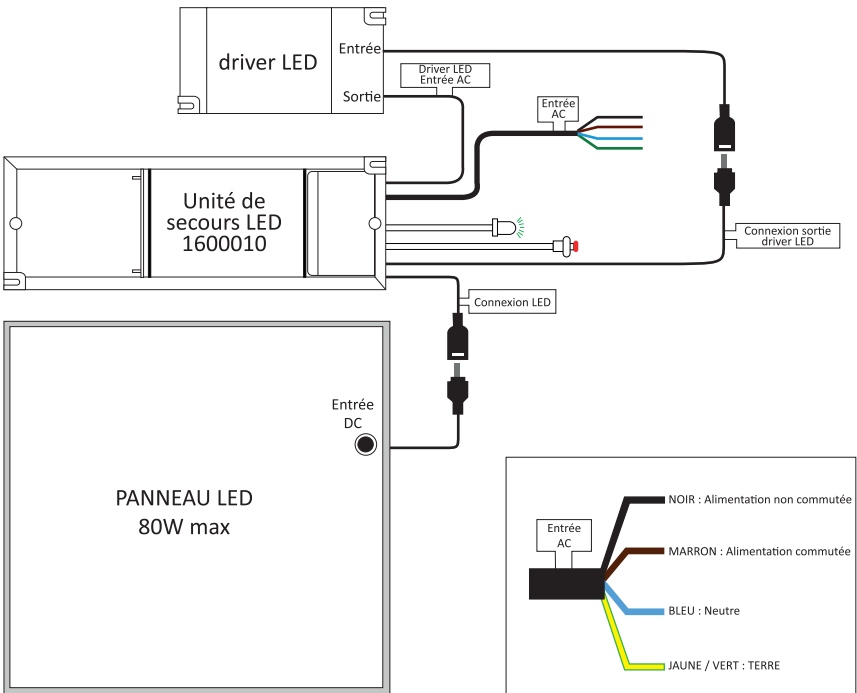 driver LED
Entrée
Sortie
Driver LED
Entrée AC
Entrée
AC
Unité de
secours LED
1600010
Connexion sortie
driver LED
Connexion LED
Entrée
DC
PANNEAU LED
80W max
Entrée
AC
NOIR : Alimentation non commutée
MARRON : Alimentation commutée
BLEU : Neutre
JAUNE / VERT : TERRE